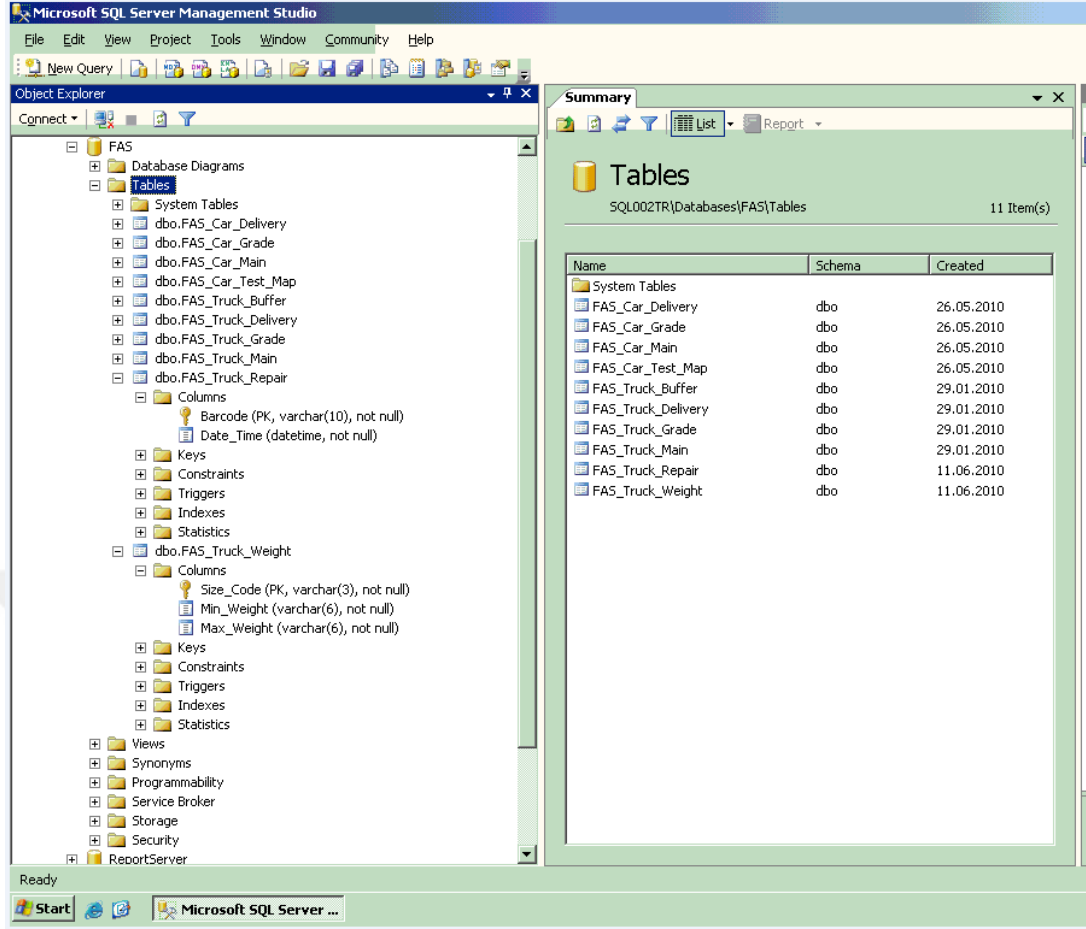 Microsoft SQL Server Management Studio
File Edit View Project Tools Window Community Help
New Query
Object Explorer
Connect
FAS
Database Diagrams
Tables
System Tables
dbo.FAS_Car_Delivery
dbo.FAS_Car_Grade
dbo.FAS_Car_Main
dbo.FAS_Car_Test_Map
dbo.FAS_Truck_Buffer
dbo.FAS_Truck_Delivery
dbo.FAS_Truck_Grade
dbo.FAS_Truck_Main
dbo.FAS_Truck_Repair
Columns
Barcode (PK, varchar(10), not null)
Date_Time (datetime, not null)
Keys
Constraints
Triggers
Indexes
Statistics
dbo.FAS_Truck_Weight
Columns
Size_Code (PK, varchar(3), not null)
Min_Weight (varchar(6), not null)
Max_Weight (varchar(6), not null)
Keys
Constraints
Triggers
Indexes
Statistics
Views
Synonyms
Programmability
Service Broker
Storage
Security
ReportServer
Summary
List Report
Tables
SQL002TR\Databases\FAS\Tables 11 Item(s)
Name Schema Created
System Tables
FAS_Car_Delivery dbo 26.05.2010
FAS_Car_Grade dbo 26.05.2010
FAS_Car_Main dbo 26.05.2010
FAS_Car_Test_Map dbo 26.05.2010
FAS_Truck_Buffer dbo 29.01.2010
FAS_Truck_Delivery dbo 29.01.2010
FAS_Truck_Grade dbo 29.01.2010
FAS_Truck_Main dbo 29.01.2010
FAS_Truck_Repair dbo 11.06.2010
FAS_Truck_Weight dbo 11.06.2010
Ready
Start Microsoft SQL Server ...